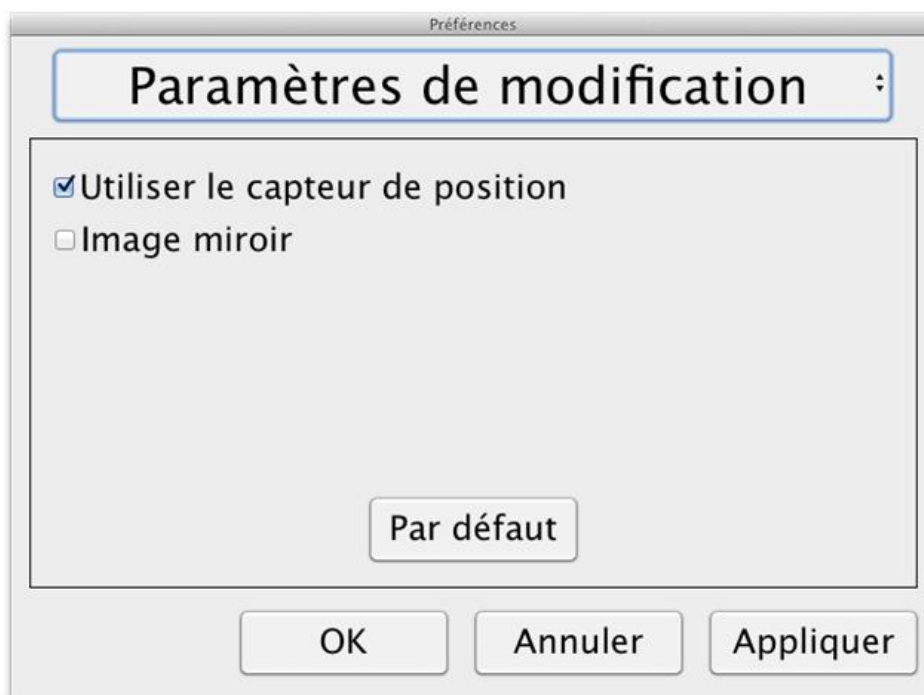 Préférences
Paramètres de modification
Utiliser le capteur de position
Image miroir
Par défaut
OK Annuler Appliquer